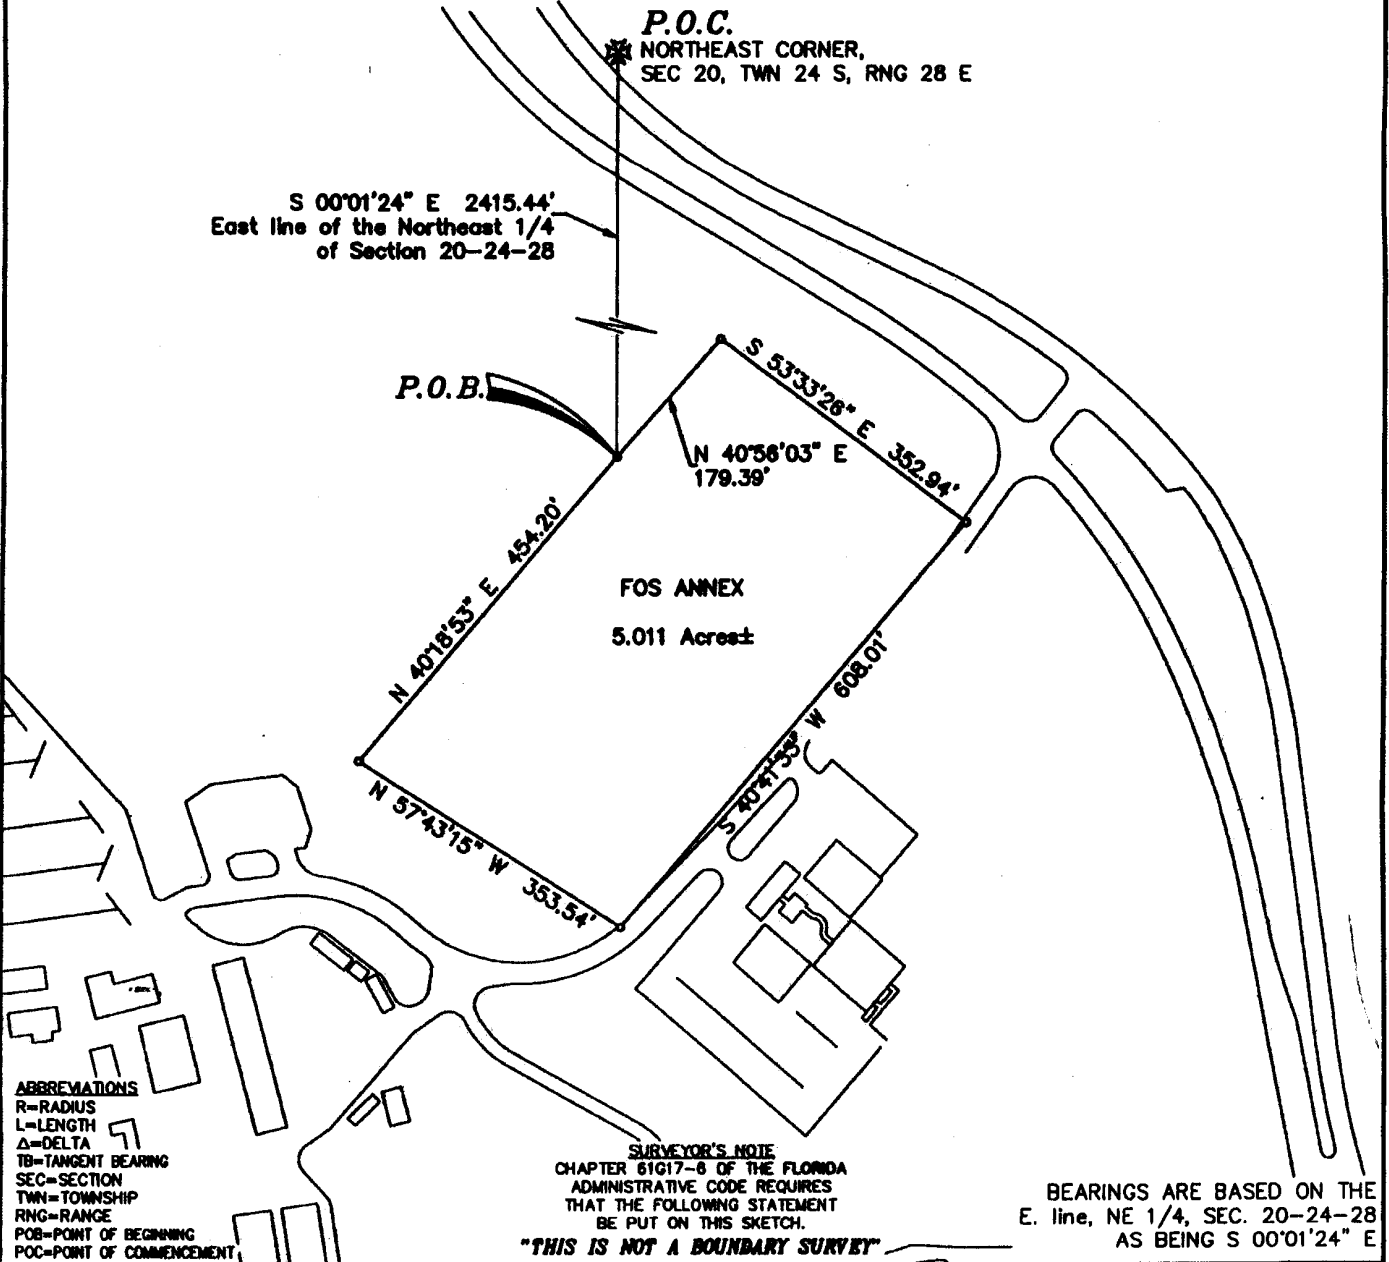 P.O.C.
NORTHEAST CORNER,
SEC 20, TWN 24 S, RNG 28 E
S 00°01'24" E 2415.44'
East line of the Northeast 1/4
of Section 20-24-28
P.O.B.
S 53°33'26" E 352.94'
N 40°56'03" E
179.39'
N 40°18'53" E 454.20'
FOS ANNEX
5.011 Acres±
S 40°41'33" W 608.01'
N 57°43'15" W 353.54'
ABBREVIATIONS
R=RADIUS
L=LENGTH
Δ=DELTA
TB=TANGENT BEARING
SEC=SECTION
TWN=TOWNSHIP
RNG=RANGE
POB=POINT OF BEGINNING
POC=POINT OF COMMENCEMENT
SURVEYOR'S NOTE
CHAPTER 61G17-6 OF THE FLORIDA
ADMINISTRATIVE CODE REQUIRES
THAT THE FOLLOWING STATEMENT
BE PUT ON THIS SKETCH.
"THIS IS NOT A BOUNDARY SURVEY"
BEARINGS ARE BASED ON THE
E. line, NE 1/4, SEC. 20-24-28
AS BEING S 00°01'24" E